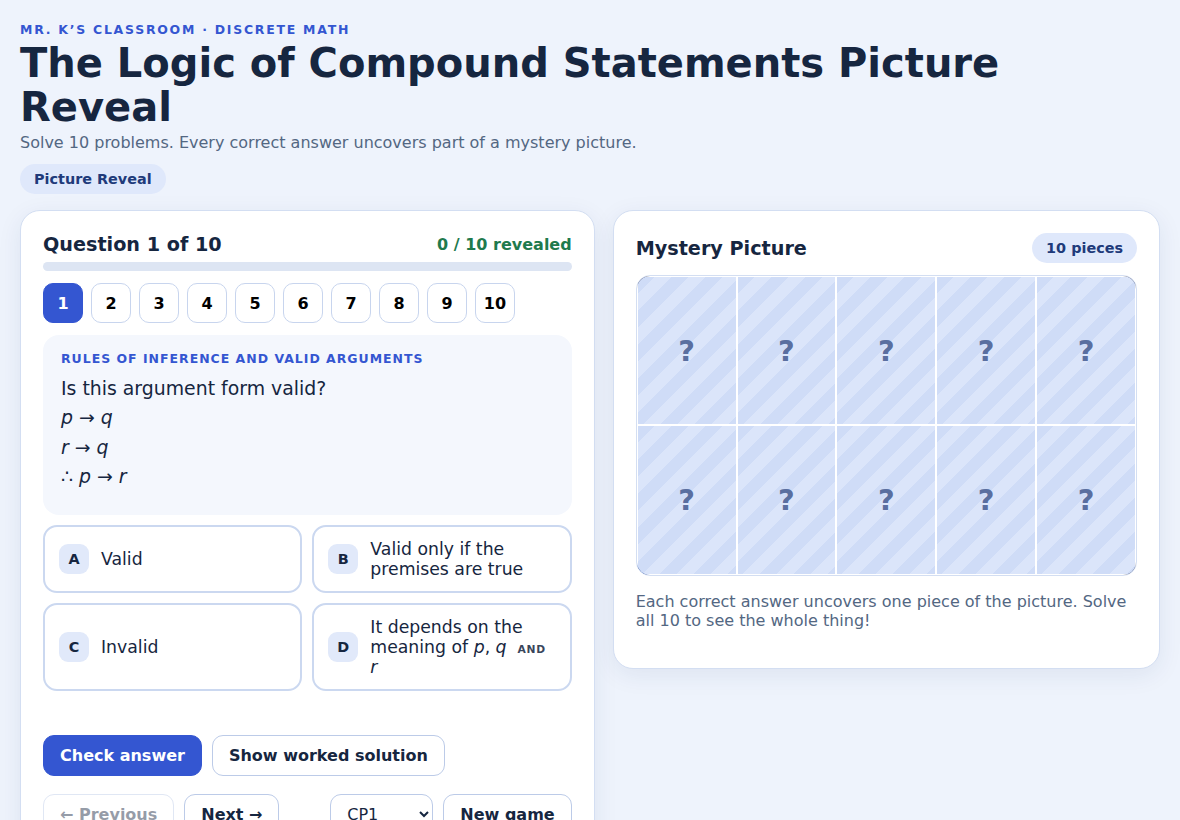 MR. K’S CLASSROOM · DISCRETE MATH
The Logic of Compound Statements Picture
Reveal
Solve 10 problems. Every correct answer uncovers part of a mystery picture.
Picture Reveal
Question 1 of 10
0 / 10 revealed
1 2 3 4 5 6 7 8 9 10
RULES OF INFERENCE AND VALID ARGUMENTS
Is this argument form valid?
p → q
r → q
∴ p → r
A Valid
B Valid only if the
premises are true
C Invalid
D It depends on the
meaning of p, q AND
r
Check answer
Show worked solution
← Previous
Next →
CP1
New game
Mystery Picture
10 pieces
? ? ? ? ?
? ? ? ? ?
Each correct answer uncovers one piece of the picture. Solve
all 10 to see the whole thing!